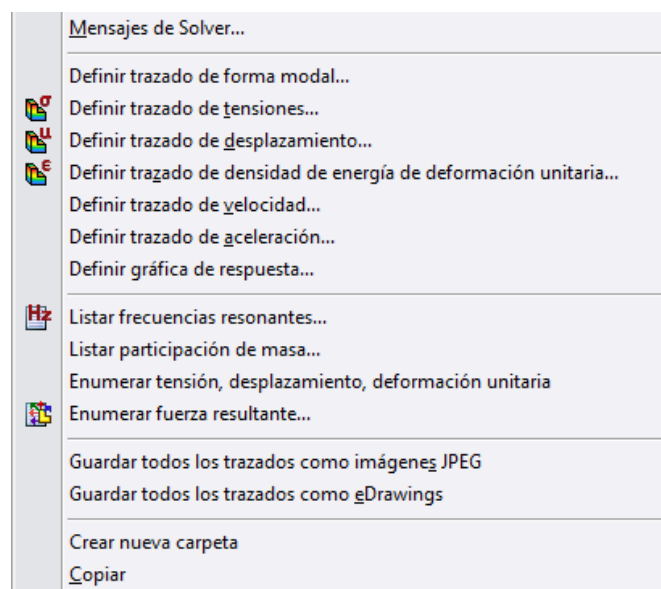 Mensajes de Solver...
Definir trazado de forma modal...
σ Definir trazado de tensiones...
u Definir trazado de desplazamiento...
ε Definir trazado de densidad de energía de deformación unitaria...
Definir trazado de velocidad...
Definir trazado de aceleración...
Definir gráfica de respuesta...
Hz Listar frecuencias resonantes...
Listar participación de masa...
Enumerar tensión, desplazamiento, deformación unitaria
Enumerar fuerza resultante...
Guardar todos los trazados como imágenes JPEG
Guardar todos los trazados como eDrawings
Crear nueva carpeta
Copiar